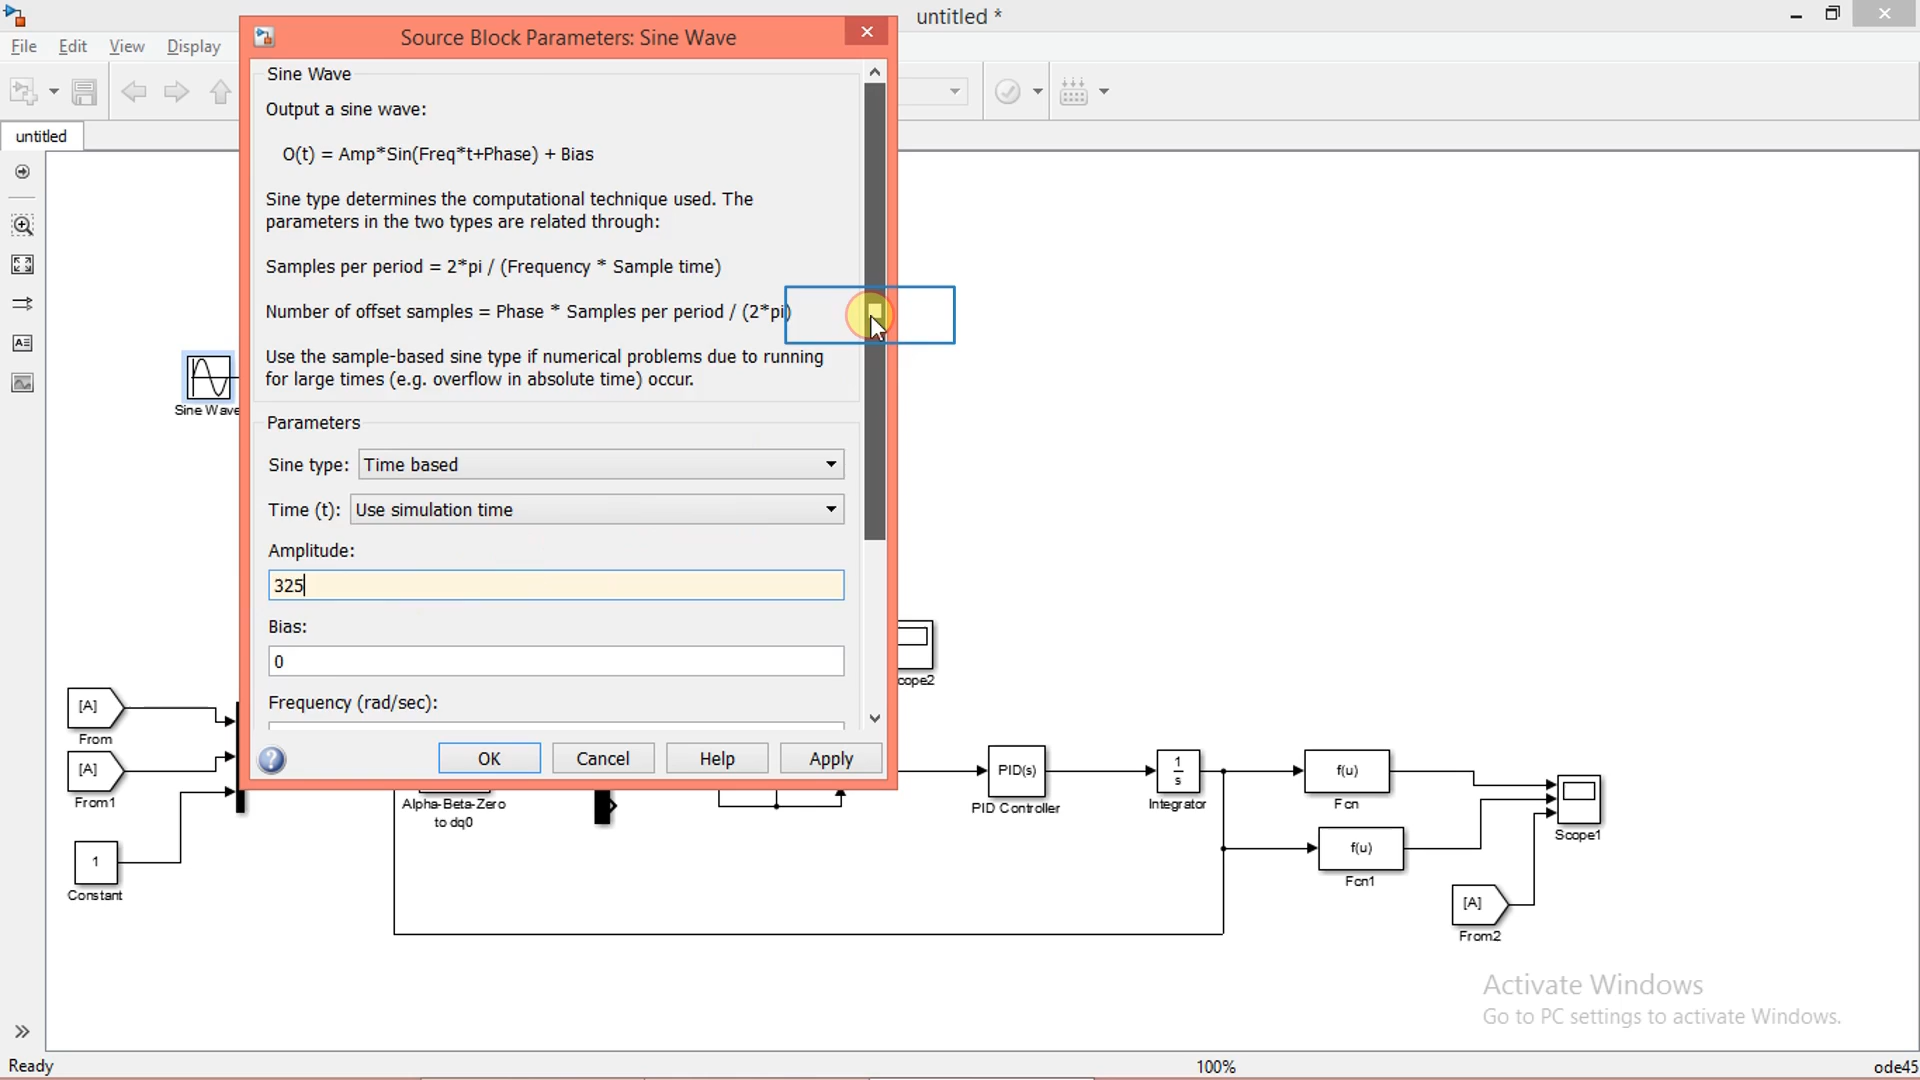 untitled *
File Edit View Display
untitled
Source Block Parameters: Sine Wave
Sine Wave
Output a sine wave:
O(t) = Amp*Sin(Freq*t+Phase) + Bias
Sine type determines the computational technique used. The
parameters in the two types are related through:
Samples per period = 2*pi / (Frequency * Sample time)
Number of offset samples = Phase * Samples per period / (2*pi)
Use the sample-based sine type if numerical problems due to running
for large times (e.g. overflow in absolute time) occur.
Parameters
Sine type: Time based
Time (t): Use simulation time
Amplitude:
325
Bias:
0
Frequency (rad/sec):
OK Cancel Help Apply
Sine Wave
cope2
[A]
From
[A]
From1
1
Constant
Alpha-Beta-Zero
to dq0
PID(s)
PID Controller
1
s
Integrator
f(u)
Fcn
f(u)
Fcn1
Scope1
[A]
From2
Activate Windows
Go to PC settings to activate Windows.
Ready 100% ode45